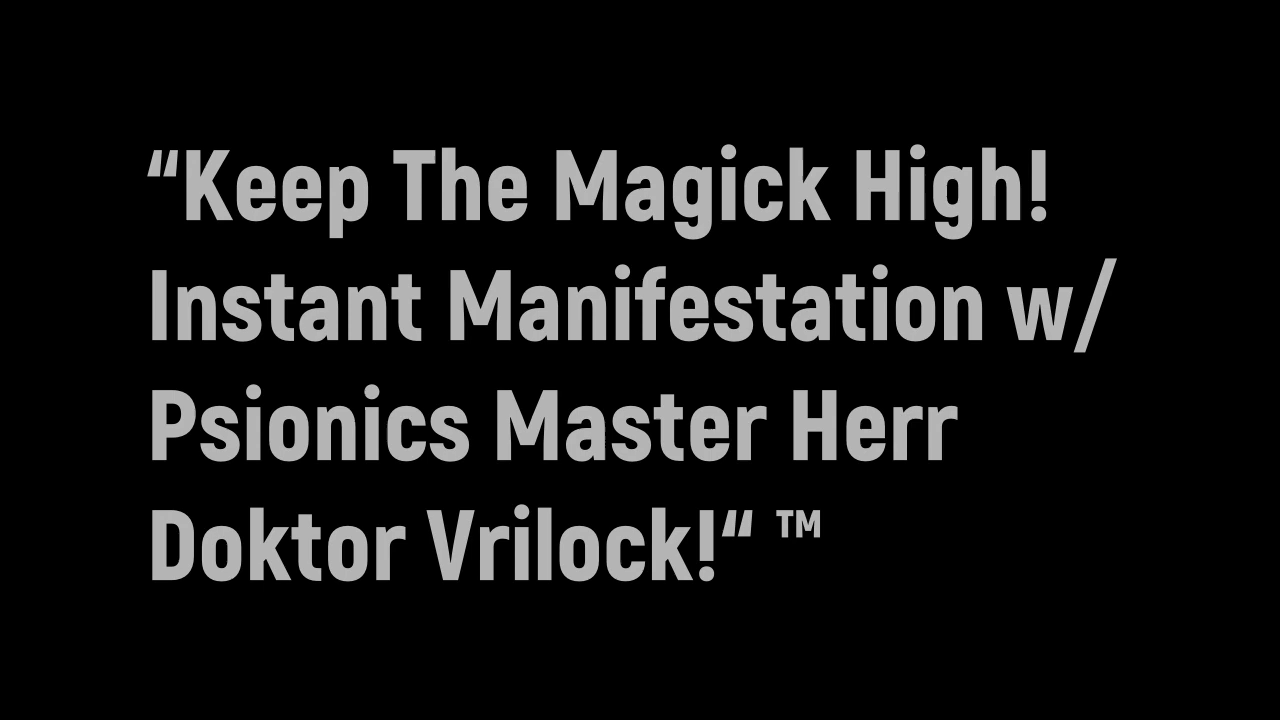 “Keep The Magick High!
Instant Manifestation w/
Psionics Master Herr
Doktor Vrilock!“ ™